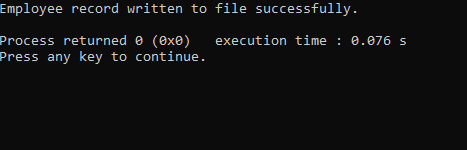 Employee record written to file successfully.
Process returned 0 (0x0)   execution time : 0.076 s
Press any key to continue.